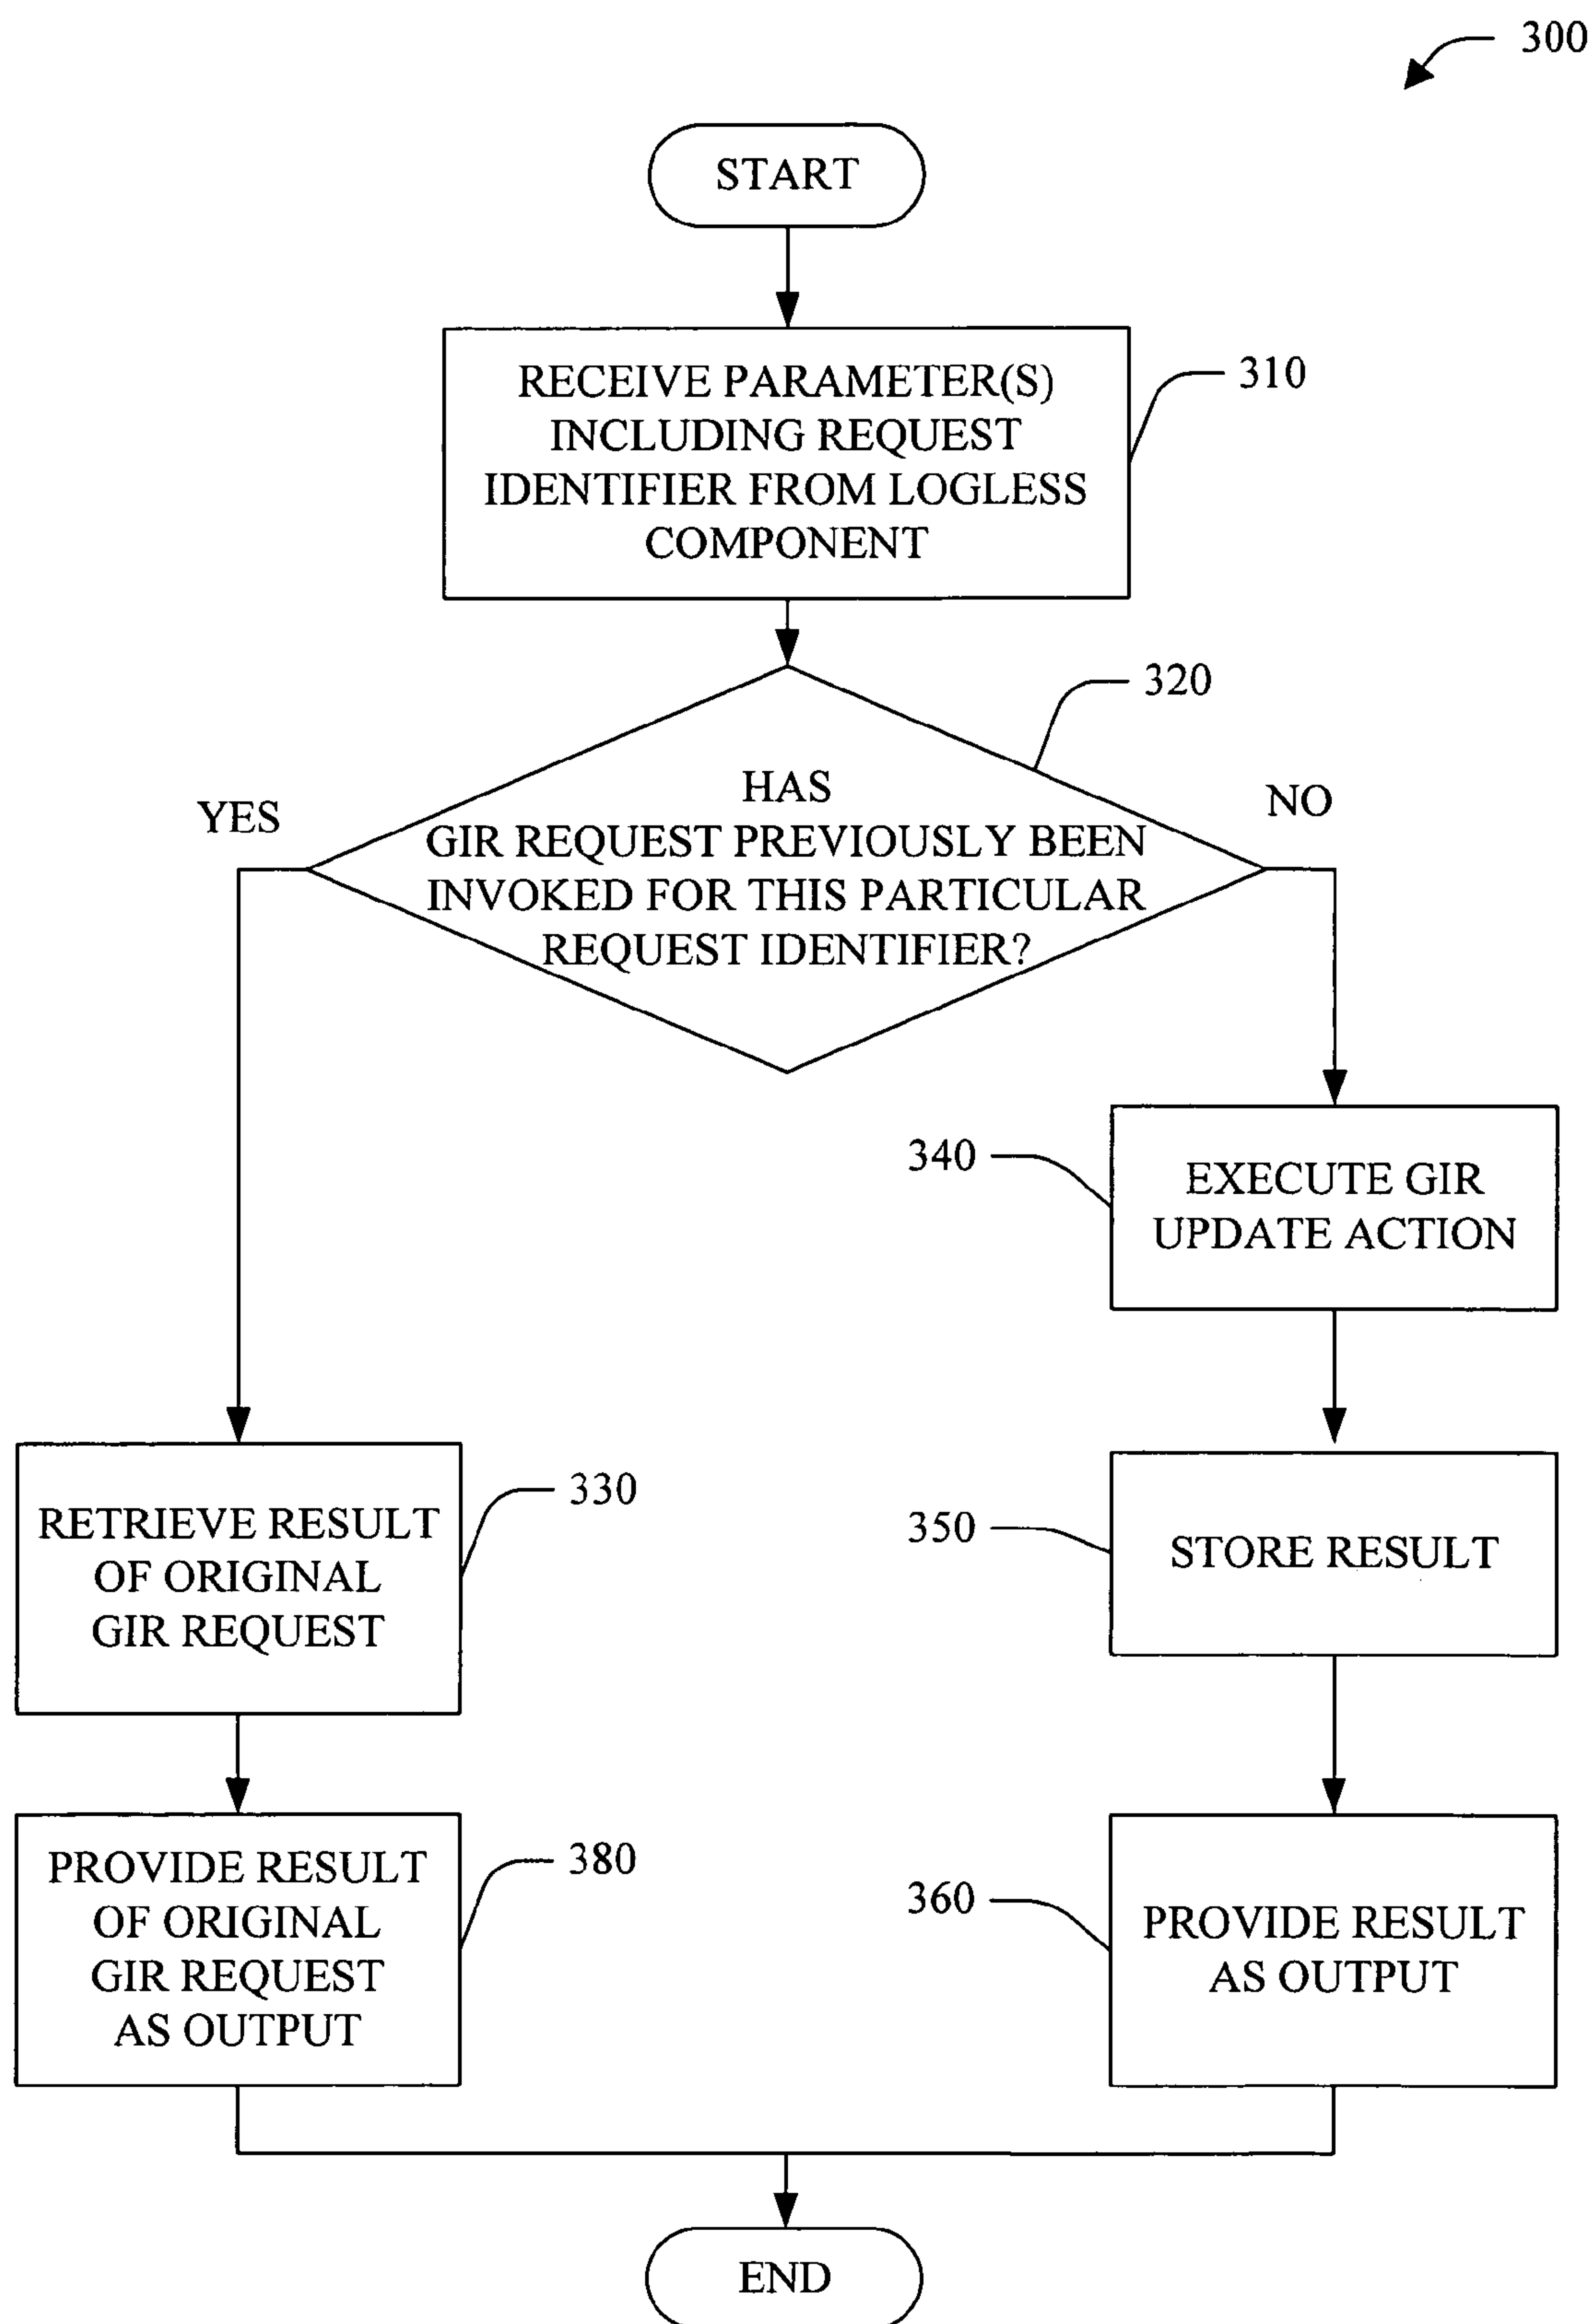 300
START
RECEIVE PARAMETER(S)
INCLUDING REQUEST
IDENTIFIER FROM LOGLESS
COMPONENT
310
320
HAS
GIR REQUEST PREVIOUSLY BEEN
INVOKED FOR THIS PARTICULAR
REQUEST IDENTIFIER?
YES
NO
340
EXECUTE GIR
UPDATE ACTION
RETRIEVE RESULT
OF ORIGINAL
GIR REQUEST
330
350
STORE RESULT
PROVIDE RESULT
OF ORIGINAL
GIR REQUEST
AS OUTPUT
380
360
PROVIDE RESULT
AS OUTPUT
END